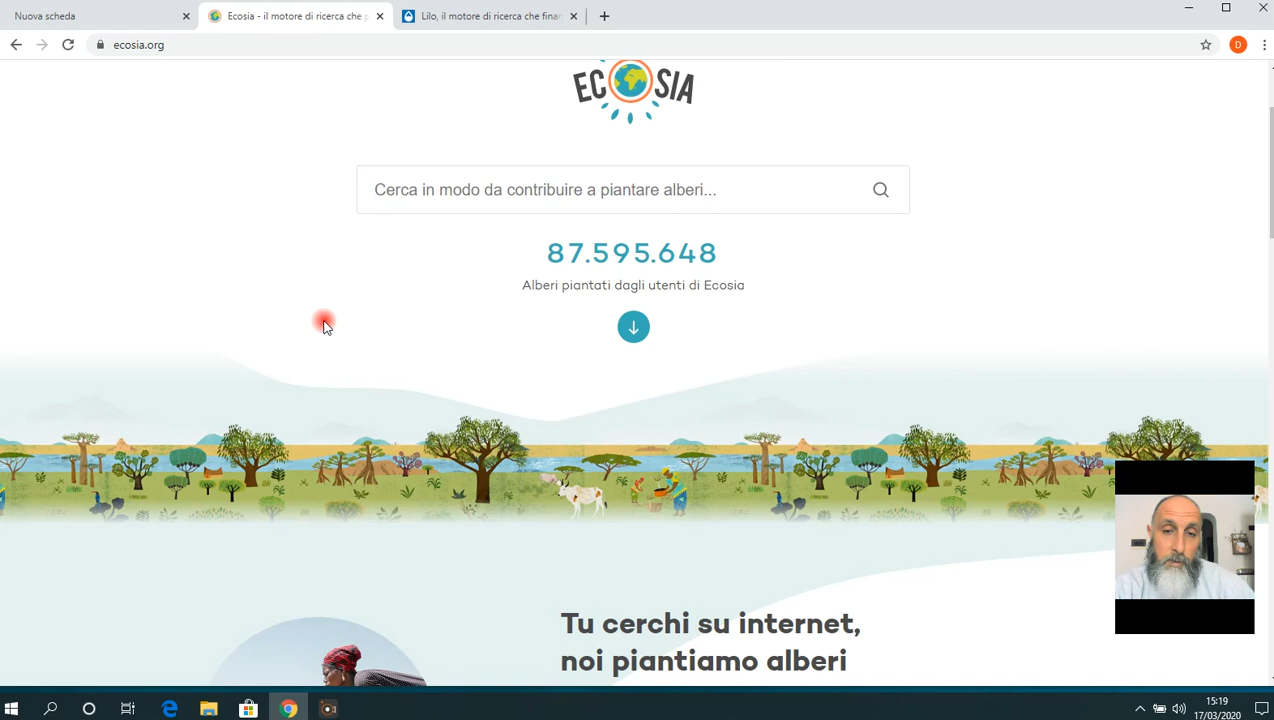 Nuova scheda
Ecosia - il motore di ricerca che p
Lilo, il motore di ricerca che finar
ecosia.org
D
ECOSIA
Cerca in modo da contribuire a piantare alberi...
87.595.648
Alberi piantati dagli utenti di Ecosia
Tu cerchi su internet,
noi piantiamo alberi
15:19
17/03/2020